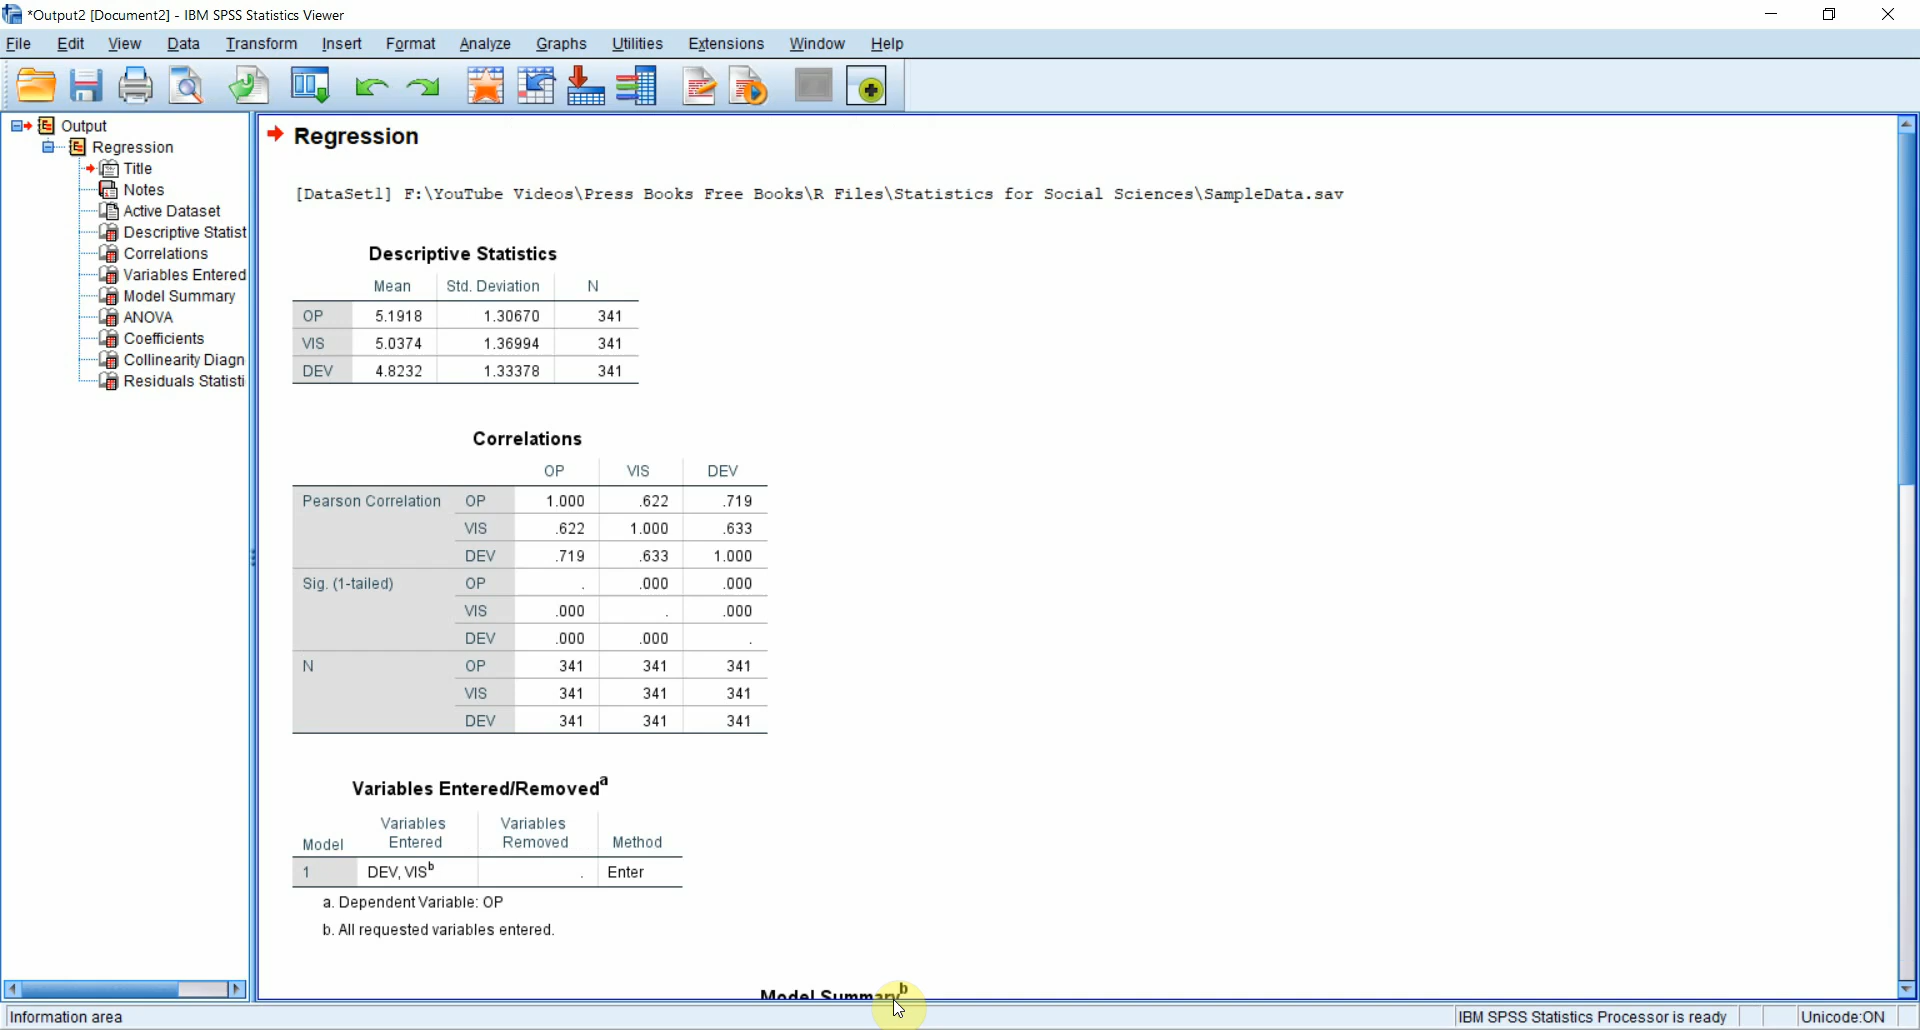 *Output2 [Document2] - IBM SPSS Statistics Viewer
File Edit View Data Transform Insert Format Analyze Graphs Utilities Extensions Window Help
Output
Regression
Title
Notes
Active Dataset
Descriptive Statist
Correlations
Variables Entered
Model Summary
ANOVA
Coefficients
Collinearity Diagn
Residuals Statisti
Regression
[DataSet1] F:\YouTube Videos\Press Books Free Books\R Files\Statistics for Social Sciences\SampleData.sav
Descriptive Statistics
Mean Std. Deviation N
OP 5.1918 1.30670 341
VIS 5.0374 1.36994 341
DEV 4.8232 1.33378 341
Correlations
OP VIS DEV
Pearson Correlation OP 1.000 .622 .719
VIS .622 1.000 .633
DEV .719 .633 1.000
Sig. (1-tailed) OP . .000 .000
VIS .000 . .000
DEV .000 .000 .
N OP 341 341 341
VIS 341 341 341
DEV 341 341 341
Variables Entered/Removed a
Model Variables Entered Variables Removed Method
1 DEV, VIS b . Enter
a. Dependent Variable: OP
b. All requested variables entered.
Model Summary b
Information area IBM SPSS Statistics Processor is ready Unicode:ON